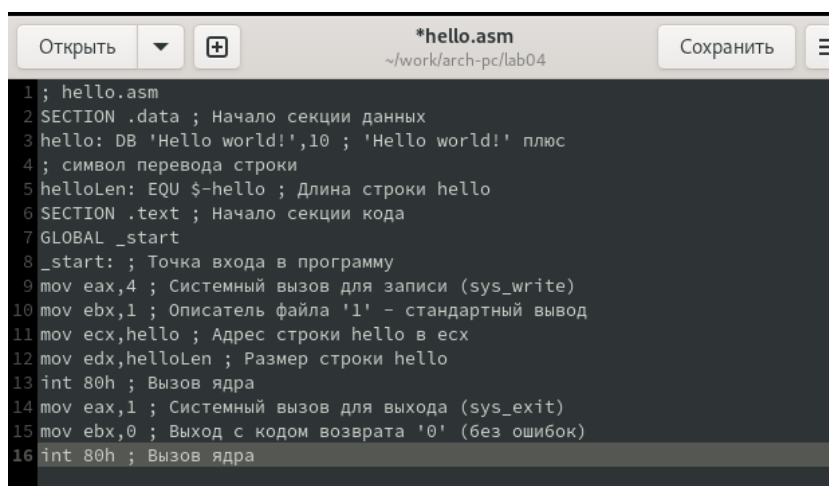 Открыть
*hello.asm
~/work/arch-pc/lab04
Сохранить
1 ; hello.asm
2 SECTION .data ; Начало секции данных
3 hello: DB 'Hello world!',10 ; 'Hello world!' плюс
4 ; символ перевода строки
5 helloLen: EQU $-hello ; Длина строки hello
6 SECTION .text ; Начало секции кода
7 GLOBAL _start
8 _start: ; Точка входа в программу
9 mov eax,4 ; Системный вызов для записи (sys_write)
10 mov ebx,1 ; Описатель файла '1' - стандартный вывод
11 mov ecx,hello ; Адрес строки hello в ecx
12 mov edx,helloLen ; Размер строки hello
13 int 80h ; Вызов ядра
14 mov eax,1 ; Системный вызов для выхода (sys_exit)
15 mov ebx,0 ; Выход с кодом возврата '0' (без ошибок)
16 int 80h ; Вызов ядра